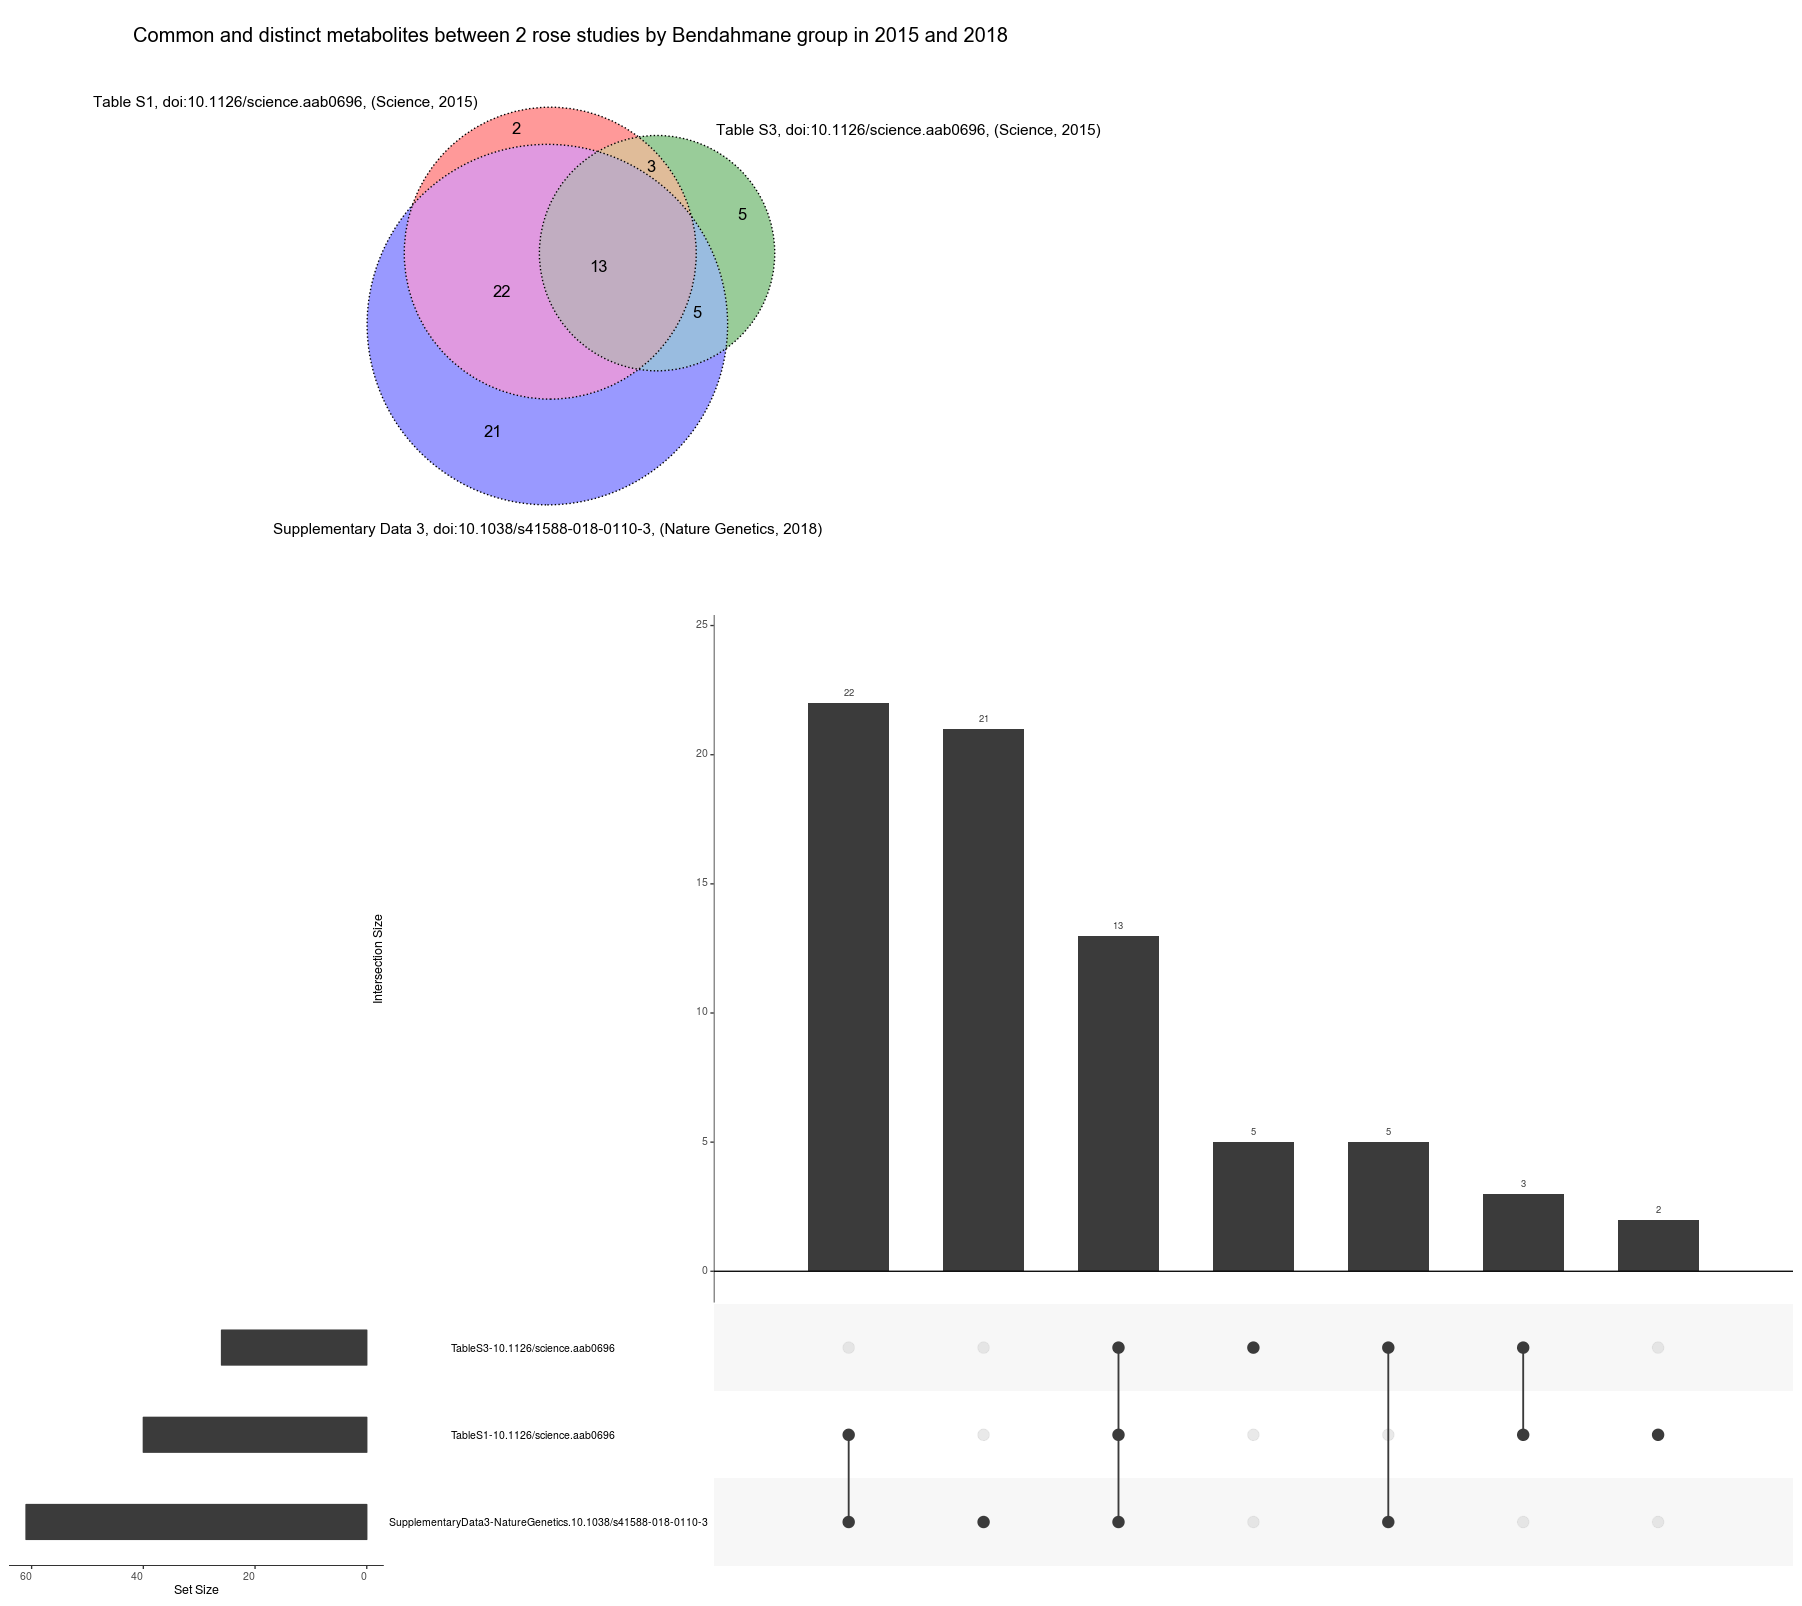 Common and distinct metabolites between 2 rose studies by Bendahmane group in 2015 and 2018
Table S1, doi:10.1126/science.aab0696, (Science, 2015)
Table S3, doi:10.1126/science.aab0696, (Science, 2015)
2
3
5
13
22
5
21
Supplementary Data 3, doi:10.1038/s41588-018-0110-3, (Nature Genetics, 2018)
25
20
15
10
5
0
Intersection Size
22
21
13
5
5
3
2
TableS3-10.1126/science.aab0696
TableS1-10.1126/science.aab0696
SupplementaryData3-NatureGenetics.10.1038/s41588-018-0110-3
60
40
20
0
Set Size